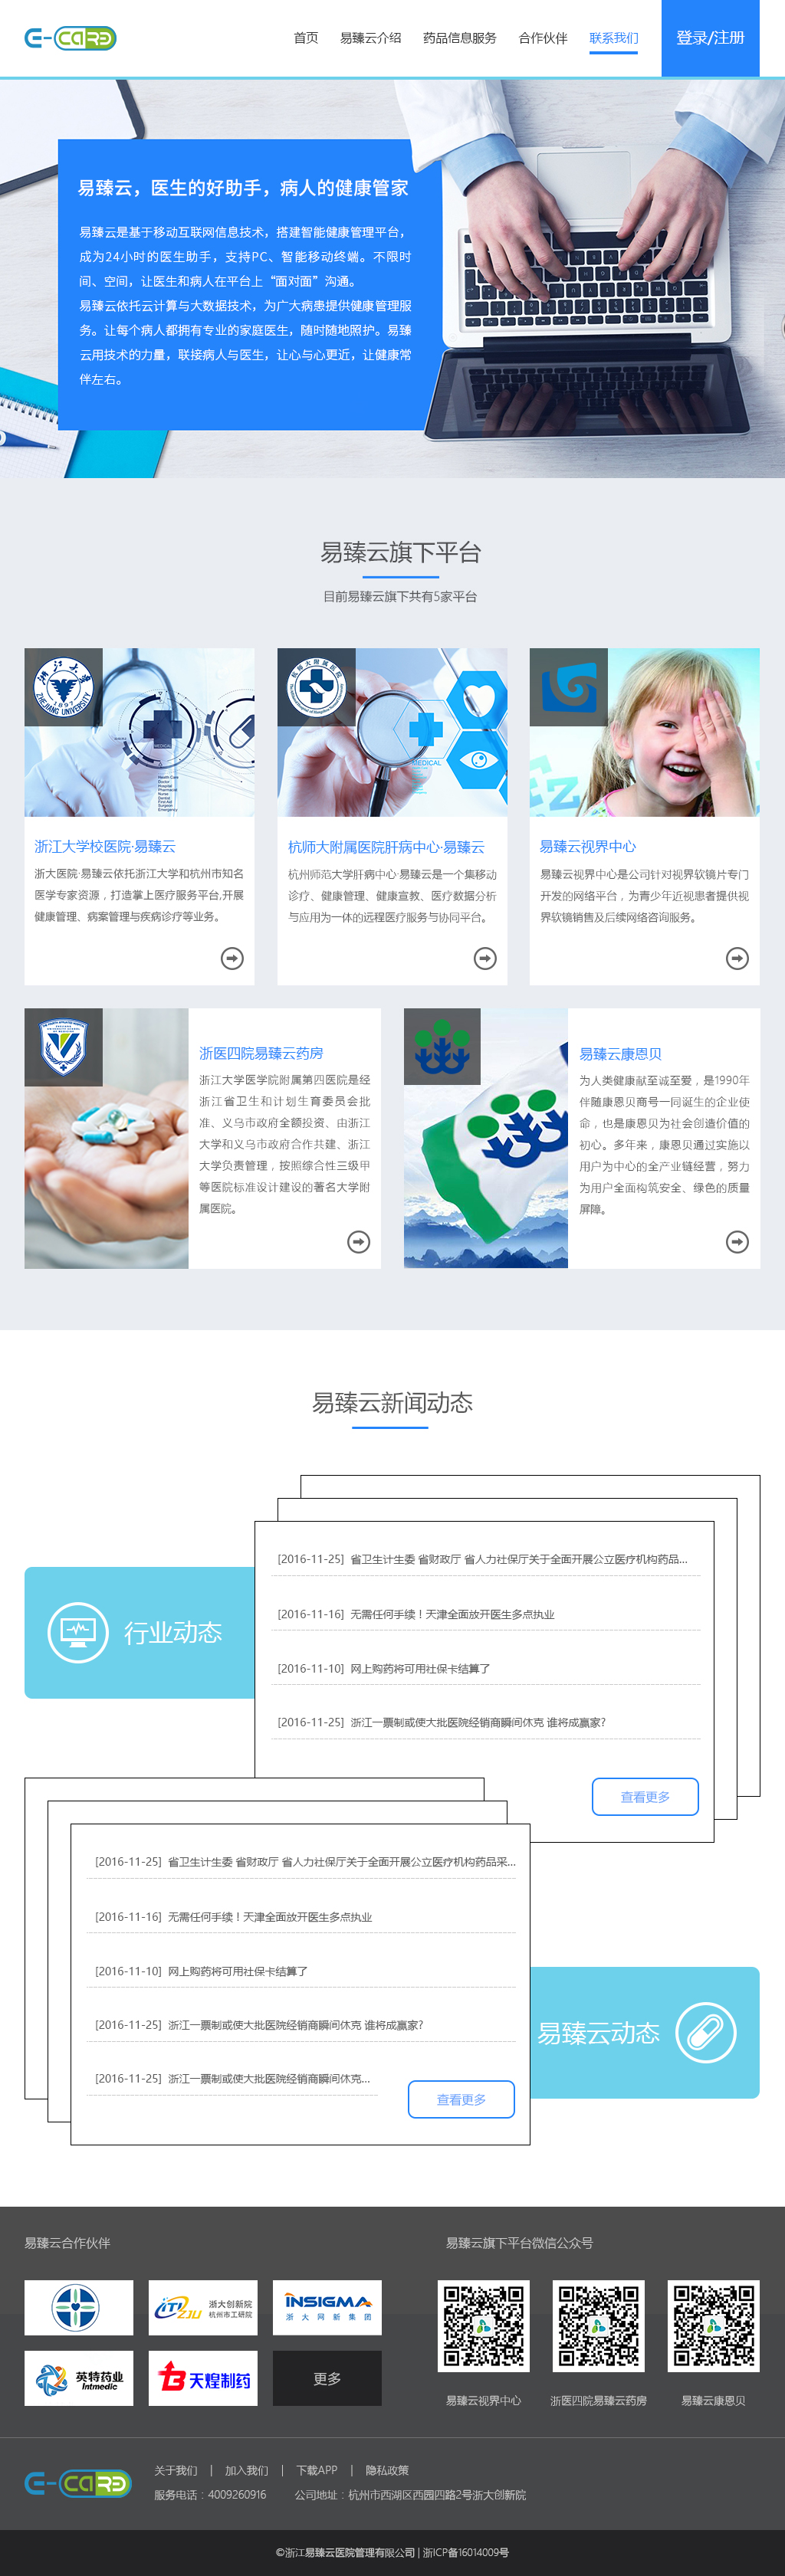 e-card
首页 易臻云介绍 药品信息服务 合作伙伴 联系我们 登录/注册
易臻云，医生的好助手，病人的健康管家
易臻云是基于移动互联网信息技术，搭建智能健康管理平台，
成为24小时的医生助手，支持PC、智能移动终端。不限时
间、空间，让医生和病人在平台上“面对面”沟通。
易臻云依托云计算与大数据技术，为广大病患提供健康管理服
务。让每个病人都拥有专业的家庭医生，随时随地照护。易臻
云用技术的力量，联接病人与医生，让心与心更近，让健康常
伴左右。
易臻云旗下平台
目前易臻云旗下共有5家平台
浙江大学校医院·易臻云
浙大医院·易臻云依托浙江大学和杭州市知名
医学专家资源，打造掌上医疗服务平台,开展
健康管理、病案管理与疾病诊疗等业务。
杭师大附属医院肝病中心·易臻云
杭州师范大学肝病中心·易臻云是一个集移动
诊疗、健康管理、健康宣教、医疗数据分析
与应用为一体的远程医疗服务与协同平台。
易臻云视界中心
易臻云视界中心是公司针对视界软镜片专门
开发的网络平台，为青少年近视患者提供视
界软镜销售及后续网络咨询服务。
浙医四院易臻云药房
浙江大学医学院附属第四医院是经
浙江省卫生和计划生育委员会批
准、义乌市政府全额投资、由浙江
大学和义乌市政府合作共建、浙江
大学负责管理，按照综合性三级甲
等医院标准设计建设的著名大学附
属医院。
易臻云康恩贝
为人类健康献至诚至爱，是1990年
伴随康恩贝商号一同诞生的企业使
命，也是康恩贝为社会创造价值的
初心。多年来，康恩贝通过实施以
用户为中心的全产业链经营，努力
为用户全面构筑安全、绿色的质量
屏障。
易臻云新闻动态
行业动态
[2016-11-25] 省卫生计生委 省财政厅 省人力社保厅关于全面开展公立医疗机构药品...
[2016-11-16] 无需任何手续！天津全面放开医生多点执业
[2016-11-10] 网上购药将可用社保卡结算了
[2016-11-25] 浙江一票制或使大批医院经销商瞬间休克 谁将成赢家?
查看更多
[2016-11-25] 省卫生计生委 省财政厅 省人力社保厅关于全面开展公立医疗机构药品采...
[2016-11-16] 无需任何手续！天津全面放开医生多点执业
[2016-11-10] 网上购药将可用社保卡结算了
[2016-11-25] 浙江一票制或使大批医院经销商瞬间休克 谁将成赢家?
[2016-11-25] 浙江一票制或使大批医院经销商瞬间休克...
查看更多
易臻云动态
易臻云合作伙伴
浙大创新院
杭州市工研院
INSIGMA
浙大网新集团
英特药业
Intmedic
天煌制药
更多
易臻云旗下平台微信公众号
易臻云视界中心 浙医四院易臻云药房 易臻云康恩贝
e-card
关于我们 | 加入我们 | 下载APP | 隐私政策
服务电话：4009260916 公司地址：杭州市西湖区西园四路2号浙大创新院
©浙江易臻云医院管理有限公司 | 浙ICP备16014009号